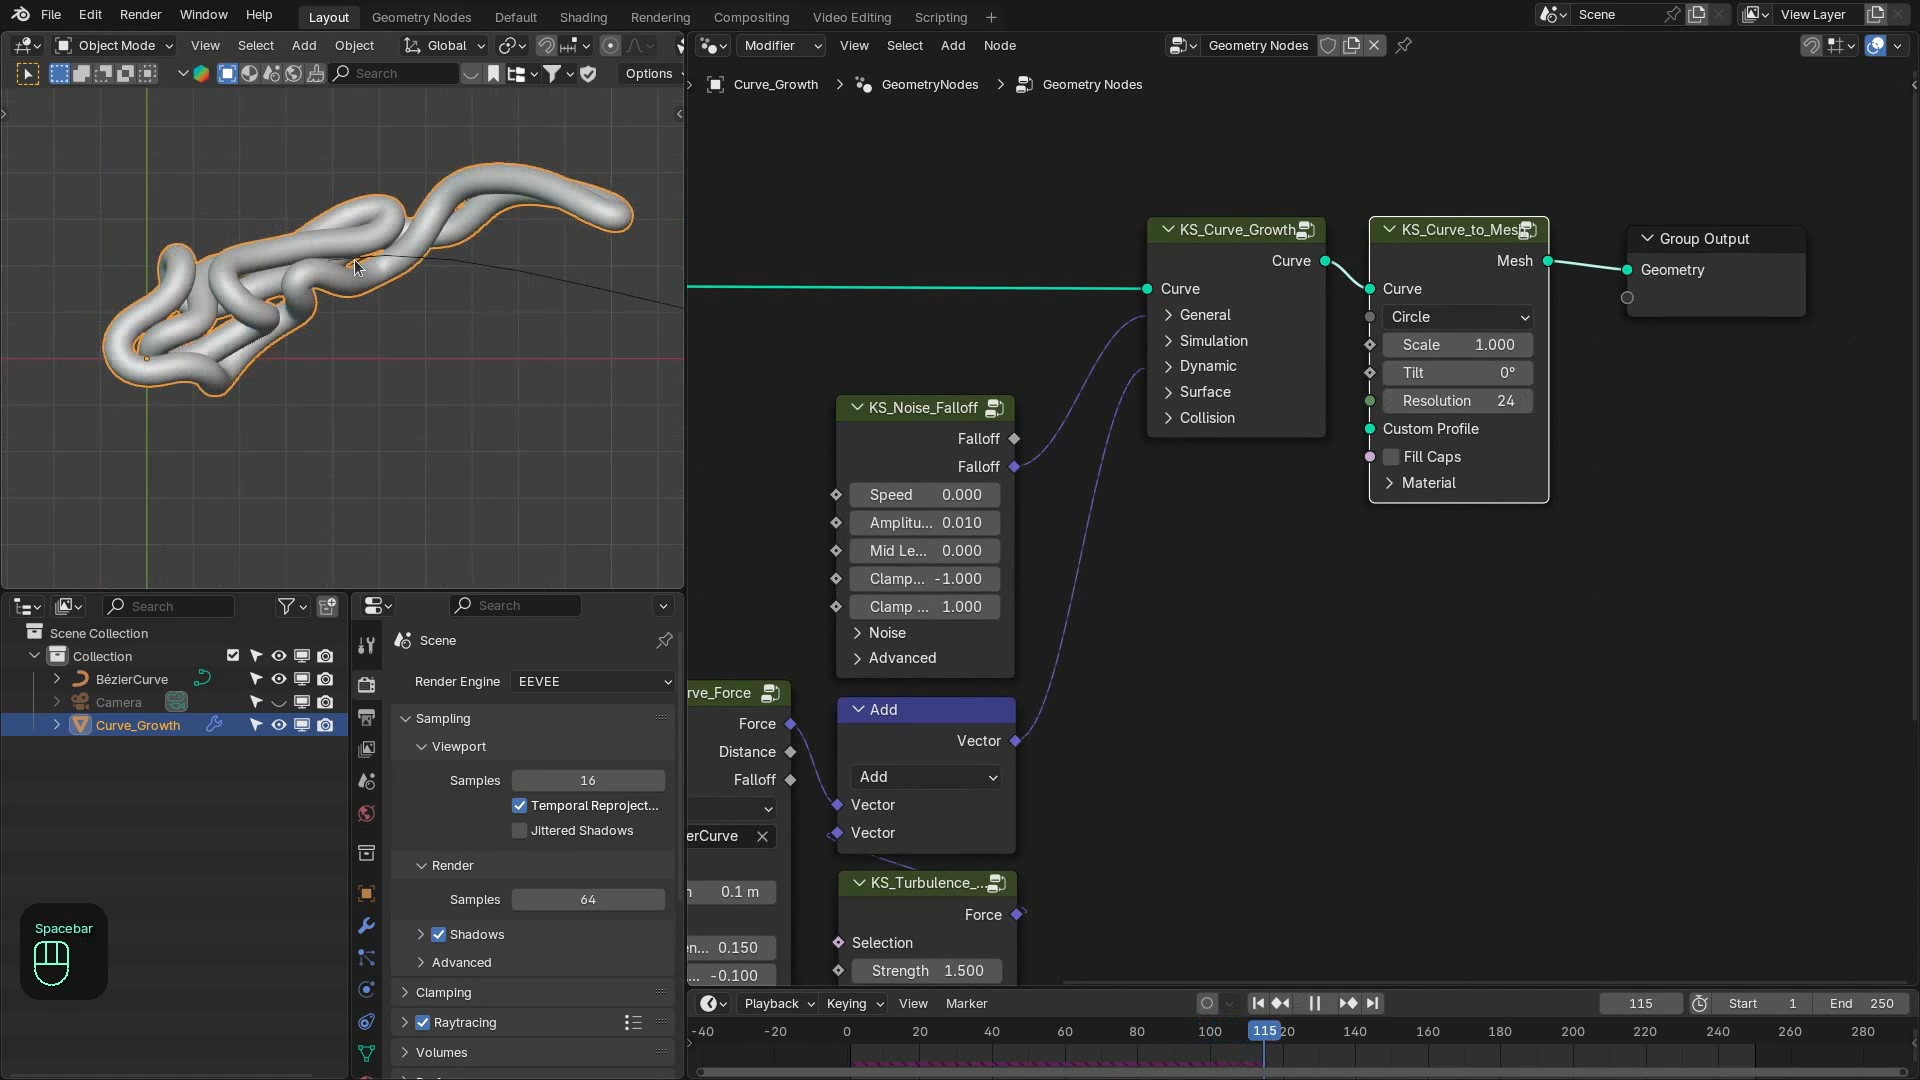 File Edit Render Window Help Layout Geometry Nodes Default Shading Rendering Compositing Video Editing Scripting Scene View Layer
Object Mode View Select Add Object Global
Search Options
Modifier View Select Add Node Geometry Nodes
Curve_Growth GeometryNodes Geometry Nodes
KS_Curve_Growth
Curve
Curve
General
Simulation
Dynamic
Surface
Collision
KS_Curve_to_Mes
Mesh
Curve
Circle
Scale 1.000
Tilt 0°
Resolution 24
Custom Profile
Fill Caps
Material
Group Output
Geometry
KS_Noise_Falloff
Falloff
Falloff
Speed 0.000
Amplitu... 0.010
Mid Le... 0.000
Clamp... -1.000
Clamp ... 1.000
Noise
Advanced
rve_Force
Force
Distance
Falloff
erCurve
0.1 m
en... 0.150
... -0.100
Add
Vector
Add
Vector
Vector
KS_Turbulence_...
Force
Selection
Strength 1.500
Search
Scene Collection
Collection
BézierCurve
Camera
Curve_Growth
Spacebar
Search
Scene
Render Engine EEVEE
Sampling
Viewport
Samples 16
Temporal Reproject...
Jittered Shadows
Render
Samples 64
Shadows
Advanced
Clamping
Raytracing
Volumes
Playback Keying View Marker 115 Start 1 End 250
-40 -20 0 20 40 60 80 100 115 20 140 160 180 200 220 240 260 280